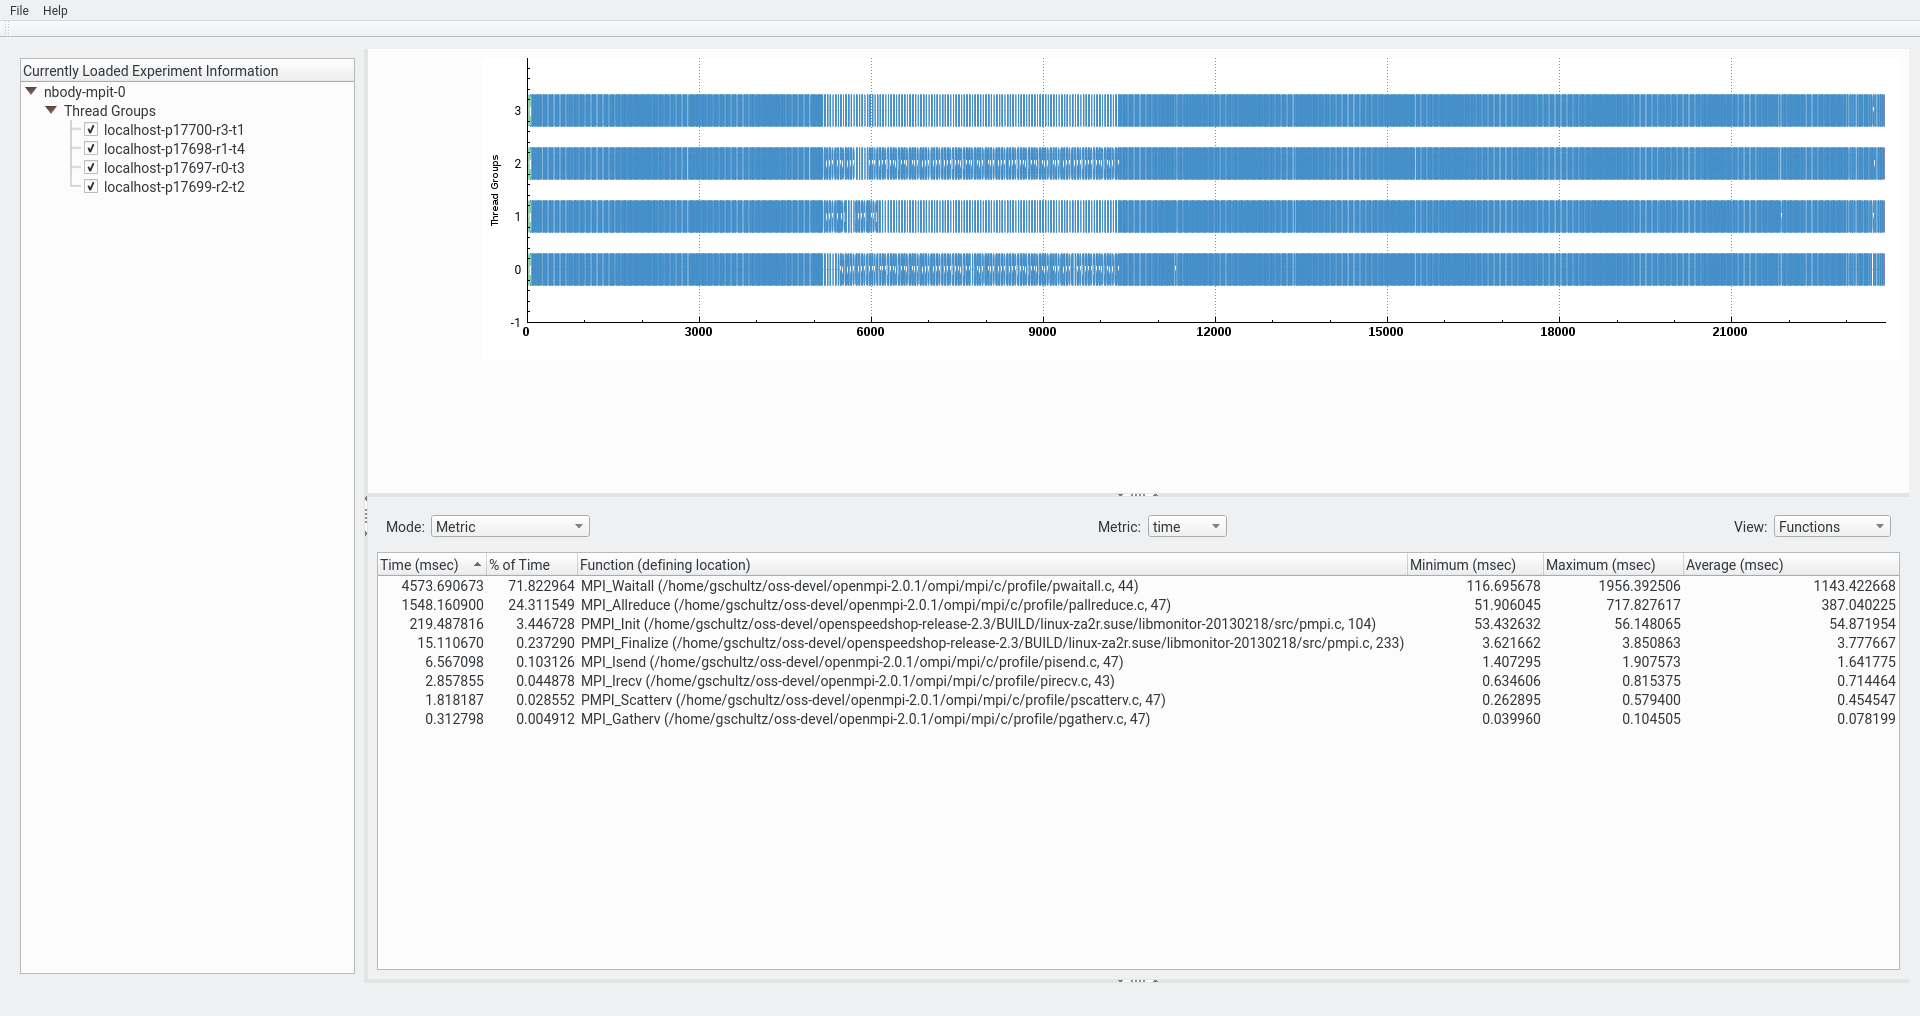 File Help
Currently Loaded Experiment Information
nbody-mpit-0
Thread Groups
localhost-p17700-r3-t1
localhost-p17698-r1-t4
localhost-p17697-r0-t3
localhost-p17699-r2-t2
Thread Groups
3
2
1
0
-1
0 3000 6000 9000 12000 15000 18000 21000
Mode: Metric Metric: time View: Functions
Time (msec) % of Time Function (defining location) Minimum (msec) Maximum (msec) Average (msec)
4573.690673 71.822964 MPI_Waitall (/home/gschultz/oss-devel/openmpi-2.0.1/ompi/mpi/c/profile/pwaitall.c, 44) 116.695678 1956.392506 1143.422668
1548.160900 24.311549 MPI_Allreduce (/home/gschultz/oss-devel/openmpi-2.0.1/ompi/mpi/c/profile/pallreduce.c, 47) 51.906045 717.827617 387.040225
219.487816 3.446728 PMPI_Init (/home/gschultz/oss-devel/openspeedshop-release-2.3/BUILD/linux-za2r.suse/libmonitor-20130218/src/pmpi.c, 104) 53.432632 56.148065 54.871954
15.110670 0.237290 PMPI_Finalize (/home/gschultz/oss-devel/openspeedshop-release-2.3/BUILD/linux-za2r.suse/libmonitor-20130218/src/pmpi.c, 233) 3.621662 3.850863 3.777667
6.567098 0.103126 MPI_Isend (/home/gschultz/oss-devel/openmpi-2.0.1/ompi/mpi/c/profile/pisend.c, 47) 1.407295 1.907573 1.641775
2.857855 0.044878 MPI_Irecv (/home/gschultz/oss-devel/openmpi-2.0.1/ompi/mpi/c/profile/pirecv.c, 43) 0.634606 0.815375 0.714464
1.818187 0.028552 PMPI_Scatterv (/home/gschultz/oss-devel/openmpi-2.0.1/ompi/mpi/c/profile/pscatterv.c, 47) 0.262895 0.579400 0.454547
0.312798 0.004912 MPI_Gatherv (/home/gschultz/oss-devel/openmpi-2.0.1/ompi/mpi/c/profile/pgatherv.c, 47) 0.039960 0.104505 0.078199